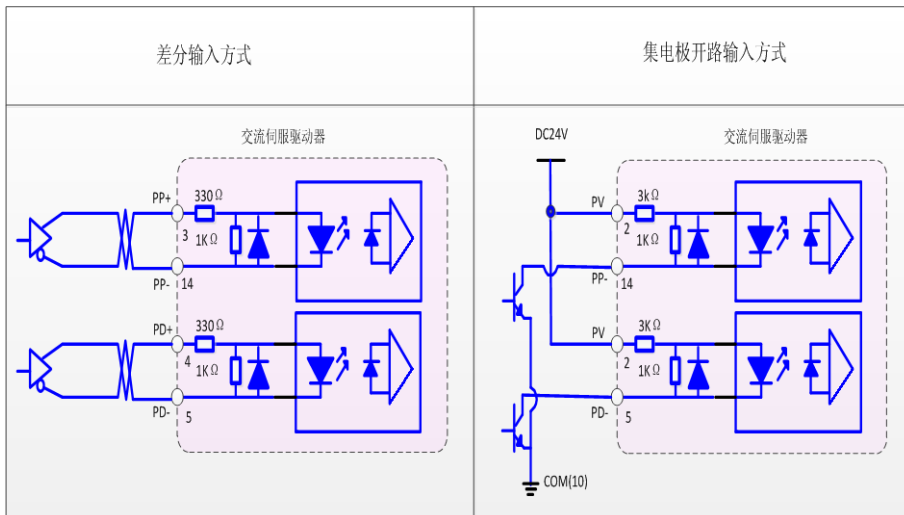 差分输入方式
集电极开路输入方式
交流伺服驱动器
PP+
330Ω
3
1KΩ
PP-
14
PD+
330Ω
4
1KΩ
PD-
5
DC24V
交流伺服驱动器
PV
3kΩ
2
1KΩ
PP-
14
PV
3KΩ
2
1KΩ
PD-
5
COM(10)